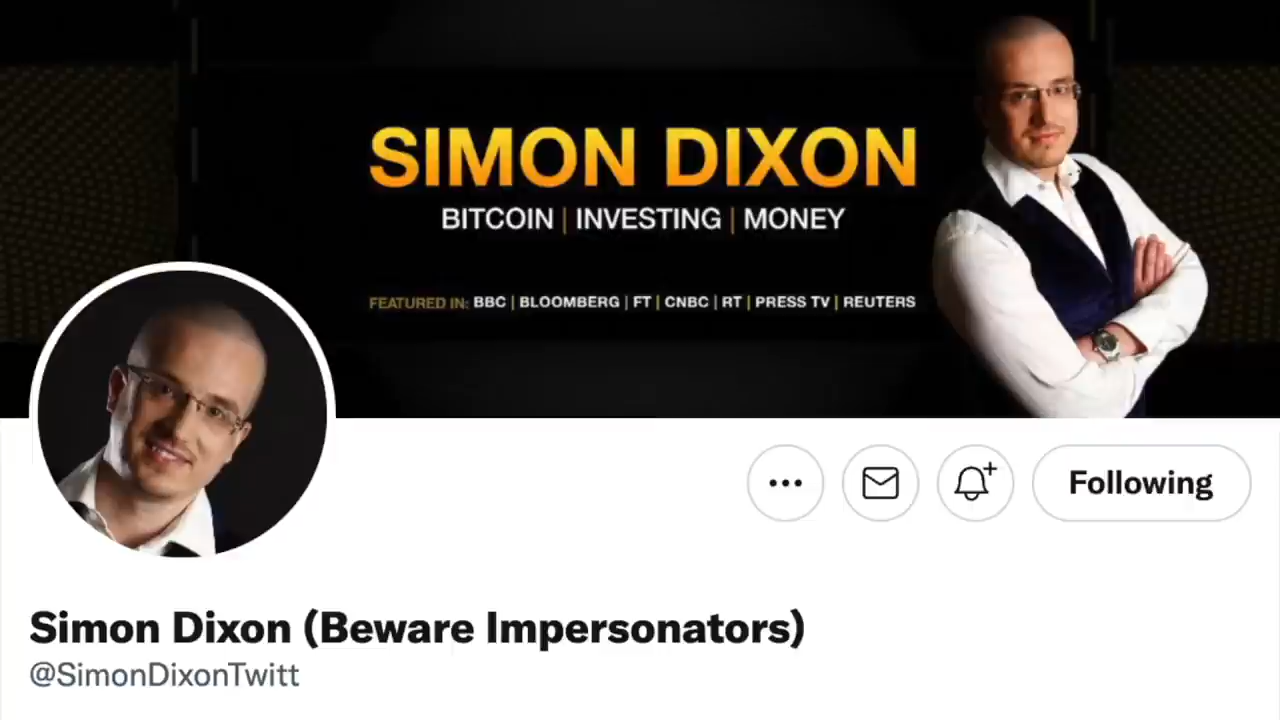 SIMON DIXON
BITCOIN | INVESTING | MONEY
FEATURED IN: BBC | BLOOMBERG | FT | CNBC | RT | PRESS TV | REUTERS
Following
Simon Dixon (Beware Impersonators)
@SimonDixonTwitt